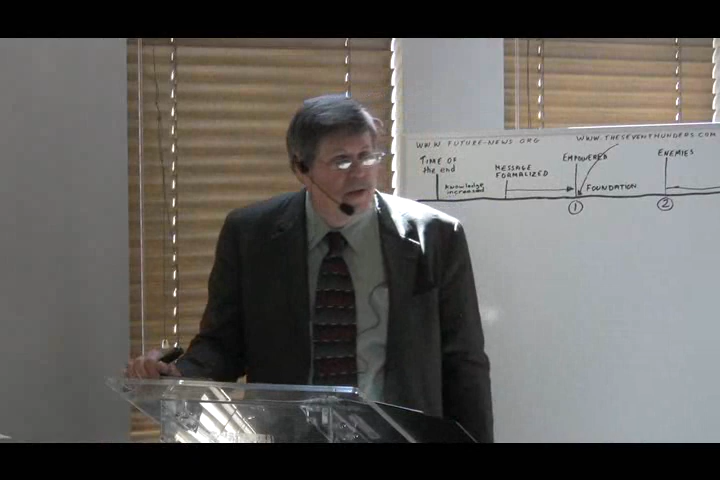 WWW. FUTURE-NEWS.ORG WWW. THESEVENTHUNDERS.COM
TIME OF the end
knowledge increased
MESSAGE FORMALIZED
EMPOWERED
FOUNDATION
ENEMIES
1
2